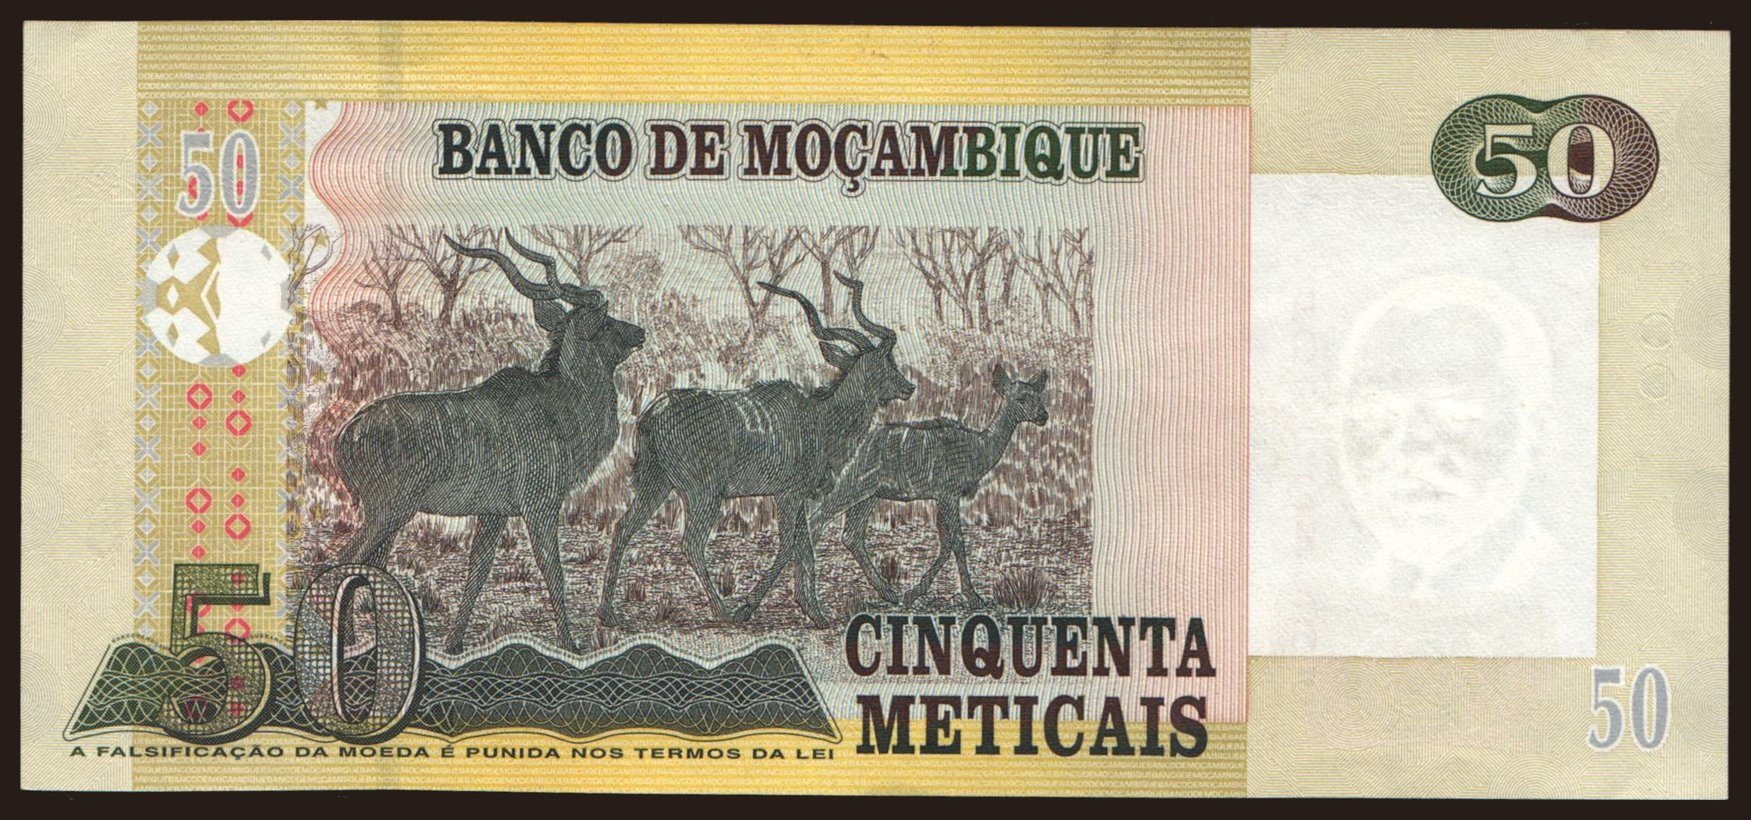 BANCO DE MOÇAMBIQUE
50
50
50
CINQUENTA
METICAIS
50
A FALSIFICAÇÃO DA MOEDA É PUNIDA NOS TERMOS DA LEI